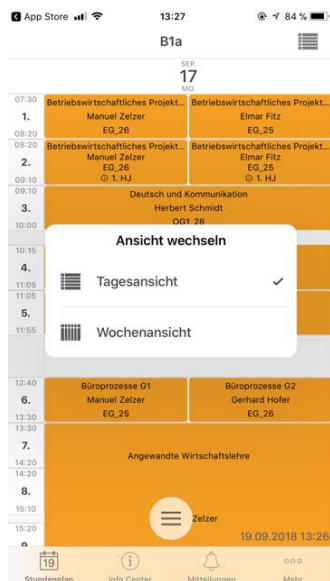 App Store
13:27
84 %
B1a
SEP.
17
MO.
07:30
1.
08:20
Betriebswirtschaftliches Projekt...
Manuel Zelzer
EG_26
Betriebswirtschaftliches Projekt...
Elmar Fitz
EG_25
08:20
2.
09:10
Betriebswirtschaftliches Projekt...
Manuel Zelzer
EG_26
1. HJ
Betriebswirtschaftliches Projekt...
Elmar Fitz
EG_25
1. HJ
09:10
3.
10:00
Deutsch und Kommunikation
Herbert Schmidt
OG1_28
Ansicht wechseln
Tagesansicht
Wochenansicht
10:15
4.
11:05
11:05
5.
11:55
12:40
6.
13:30
Büroprozesse G1
Manuel Zelzer
EG_25
Büroprozesse G2
Gerhard Hofer
EG_26
13:30
7.
14:20
Angewandte Wirtschaftslehre
14:20
8.
15:10
Zelzer
15:20
9.
19.09.2018 13:26
19
Stundenplan
Info Center
Mitteilungen
Mehr